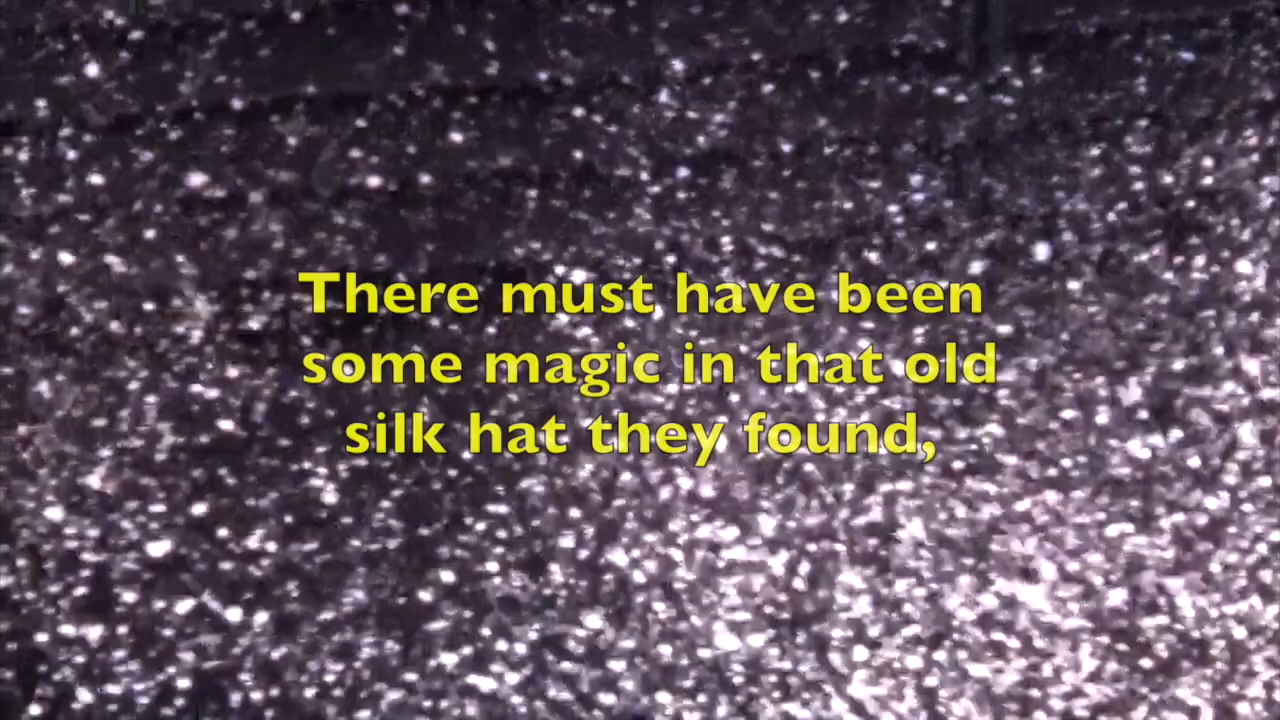 There must have been
some magic in that old
silk hat they found,